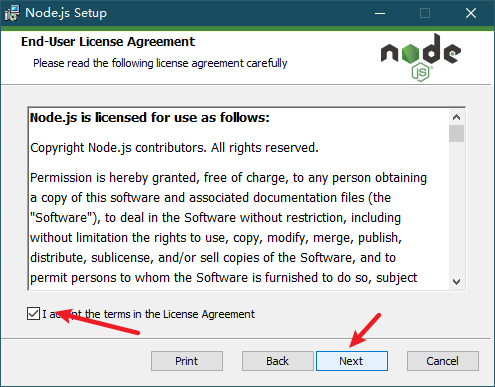 Node.js Setup
End-User License Agreement
Please read the following license agreement carefully
node
JS
Node.js is licensed for use as follows:
Copyright Node.js contributors. All rights reserved.
Permission is hereby granted, free of charge, to any person obtaining
a copy of this software and associated documentation files (the
"Software"), to deal in the Software without restriction, including
without limitation the rights to use, copy, modify, merge, publish,
distribute, sublicense, and/or sell copies of the Software, and to
permit persons to whom the Software is furnished to do so, subject
I accept the terms in the License Agreement
Print Back Next Cancel